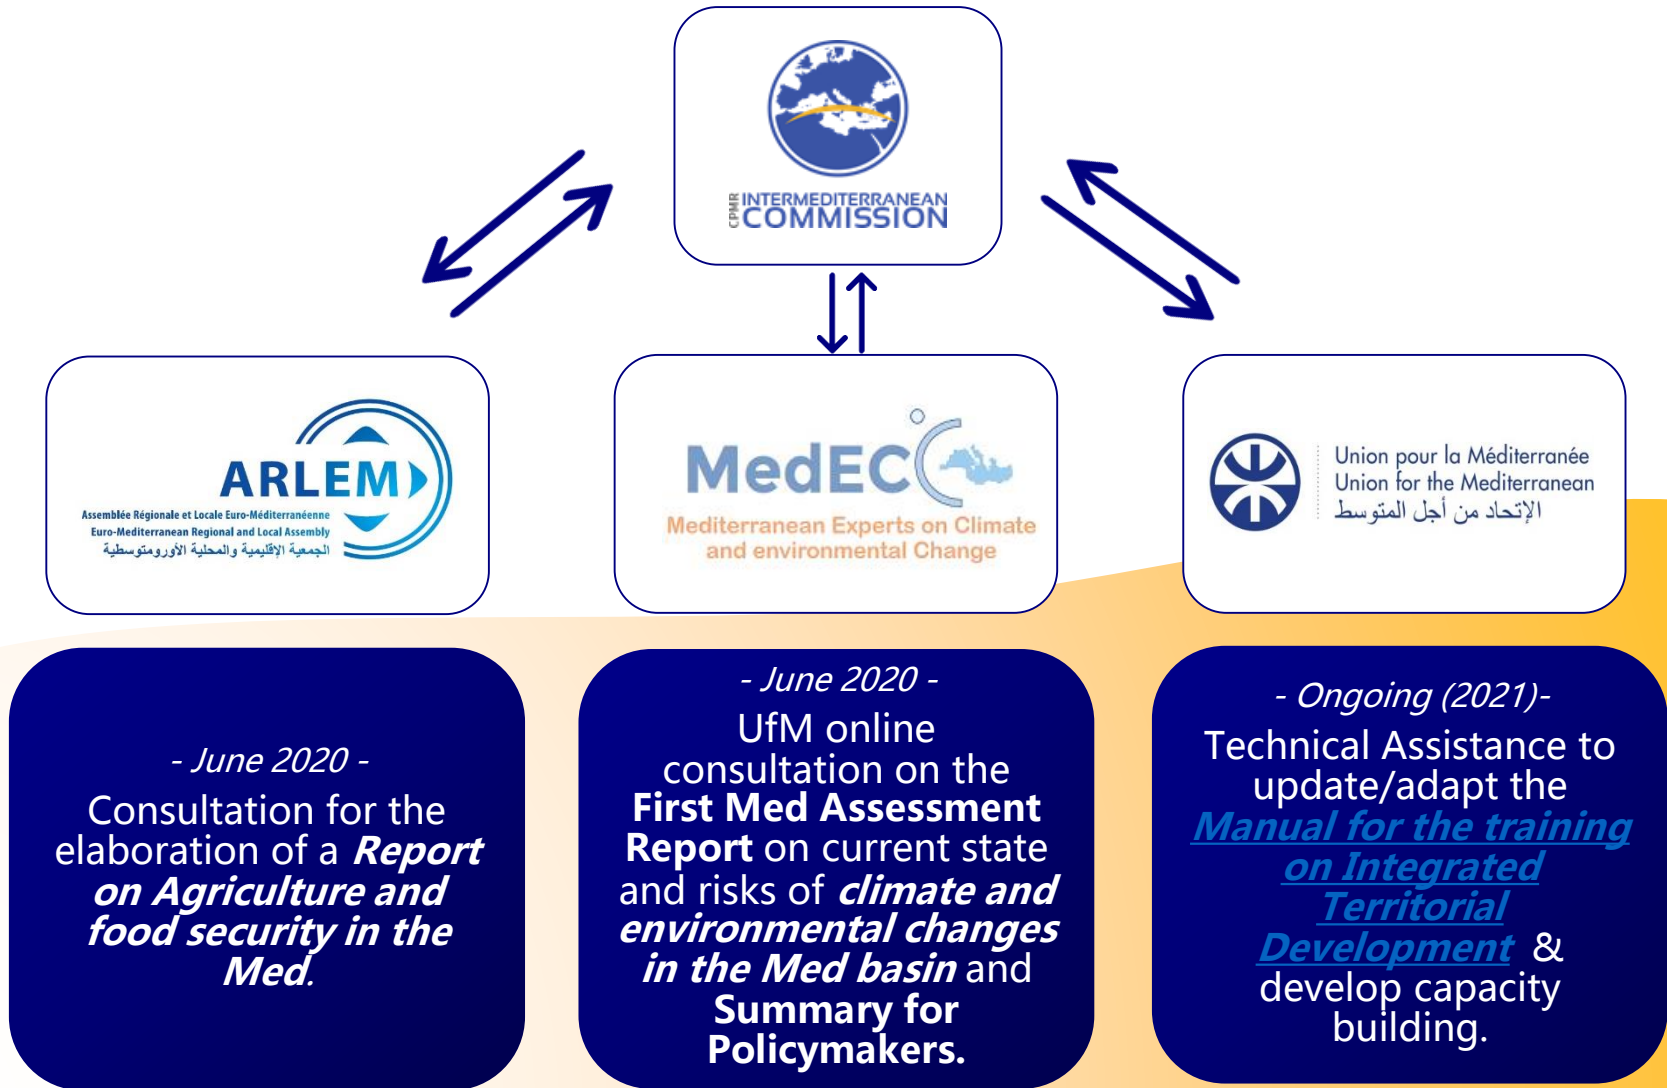 CPMR
INTERMEDITERRANEAN
COMMISSION
ARLEM
Assemblée Régionale et Locale Euro-Méditerranéenne
Euro-Mediterranean Regional and Local Assembly
الجمعية الإقليمية والمحلية الأورومتوسطية
MedECC
Mediterranean Experts on Climate
and environmental Change
Union pour la Méditerranée
Union for the Mediterranean
الإتحاد من أجل المتوسط
- June 2020 -
Consultation for the
elaboration of a Report
on Agriculture and
food security in the
Med.
- June 2020 -
UfM online
consultation on the
First Med Assessment
Report on current state
and risks of climate and
environmental changes
in the Med basin and
Summary for
Policymakers.
- Ongoing (2021)-
Technical Assistance to
update/adapt the
Manual for the training
on Integrated
Territorial
Development &
develop capacity
building.